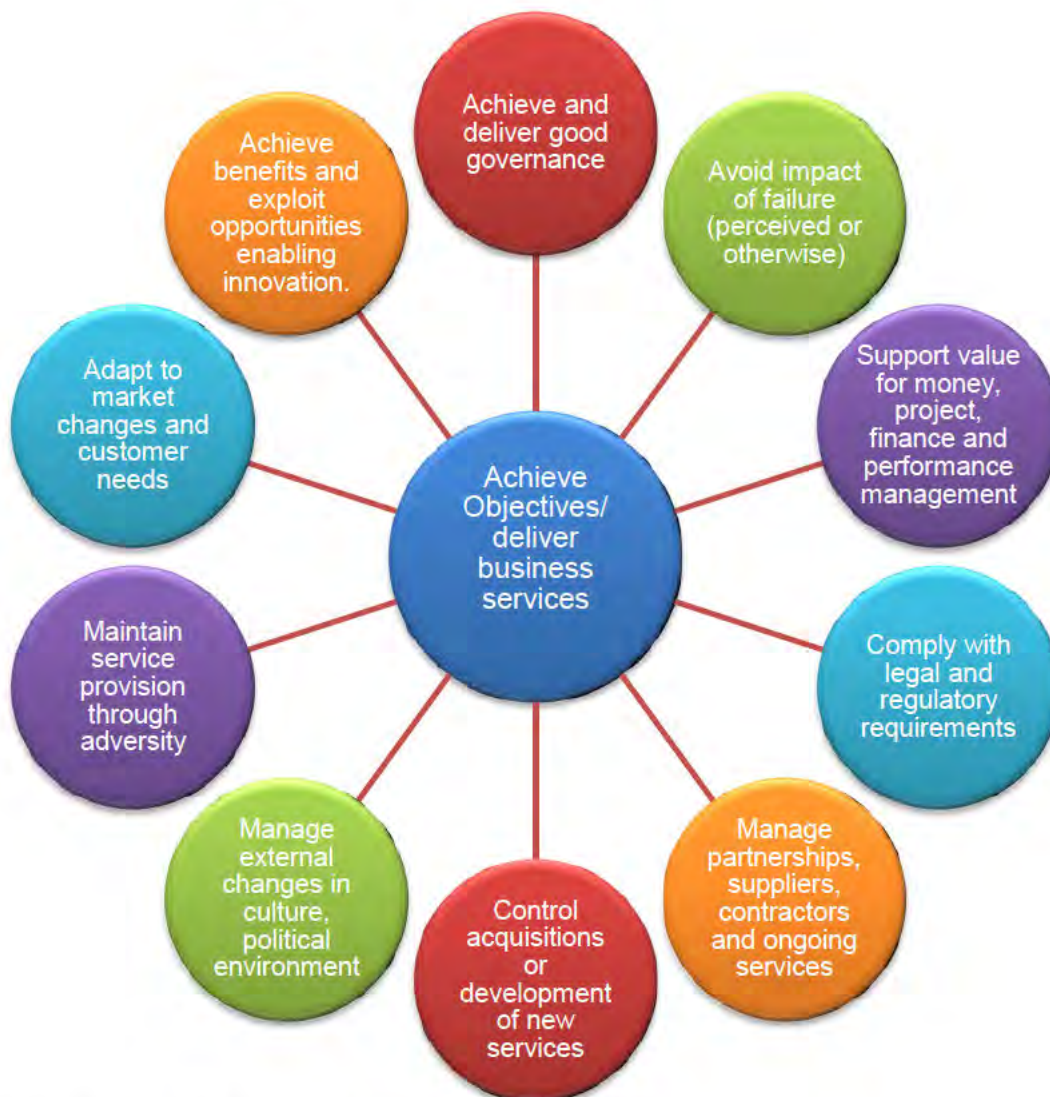 Achieve and
deliver good
governance
Avoid impact
of failure
(perceived or
otherwise)
Support value
for money,
project,
finance and
performance
management
Comply with
legal and
regulatory
requirements
Manage
partnerships,
suppliers,
contractors
and ongoing
services
Control
acquisitions
or
development
of new
services
Manage
external
changes in
culture,
political
environment
Maintain
service
provision
through
adversity
Adapt to
market
changes and
customer
needs
Achieve
benefits and
exploit
opportunities
enabling
innovation.
Achieve
Objectives/
deliver
business
services